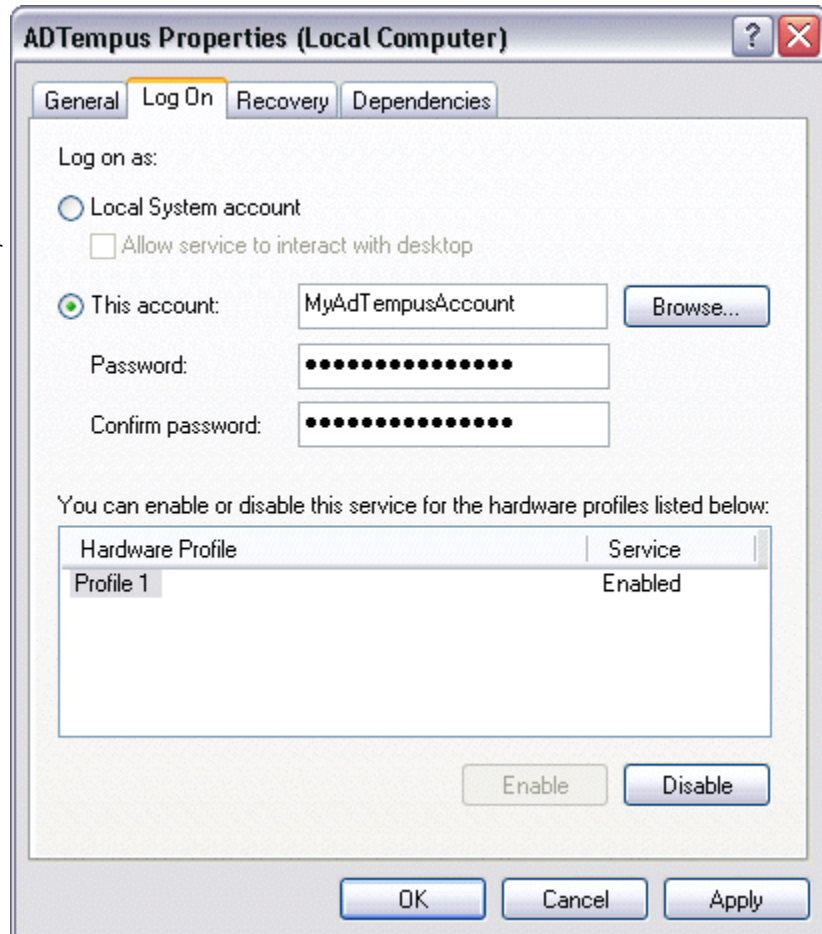 ADTempus Properties (Local Computer)
General Log On Recovery Dependencies
Log on as:
Local System account
Allow service to interact with desktop
This account: MyAdTempusAccount Browse...
Password: •••••••••••••••
Confirm password: •••••••••••••••
You can enable or disable this service for the hardware profiles listed below:
Hardware Profile Service
Profile 1 Enabled
Enable Disable
OK Cancel Apply